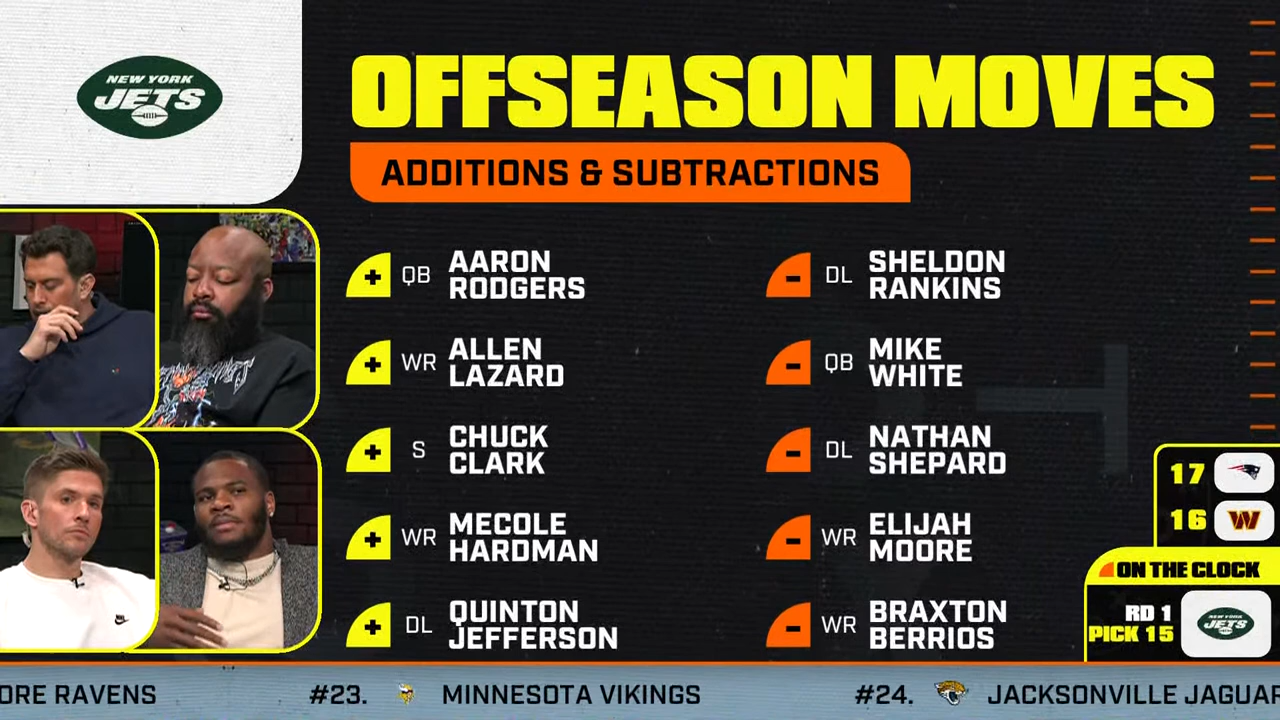 NEW YORK
JETS
OFFSEASON MOVES
ADDITIONS & SUBTRACTIONS
+ QB AARON RODGERS
+ WR ALLEN LAZARD
+ S CHUCK CLARK
+ WR MECOLE HARDMAN
+ DL QUINTON JEFFERSON
- DL SHELDON RANKINS
- QB MIKE WHITE
- DL NATHAN SHEPARD
- WR ELIJAH MOORE
- WR BRAXTON BERRIOS
17
16 W
ON THE CLOCK
RD 1
PICK 15
JETS
ORE RAVENS #23. MINNESOTA VIKINGS #24. JACKSONVILLE JAGUAR